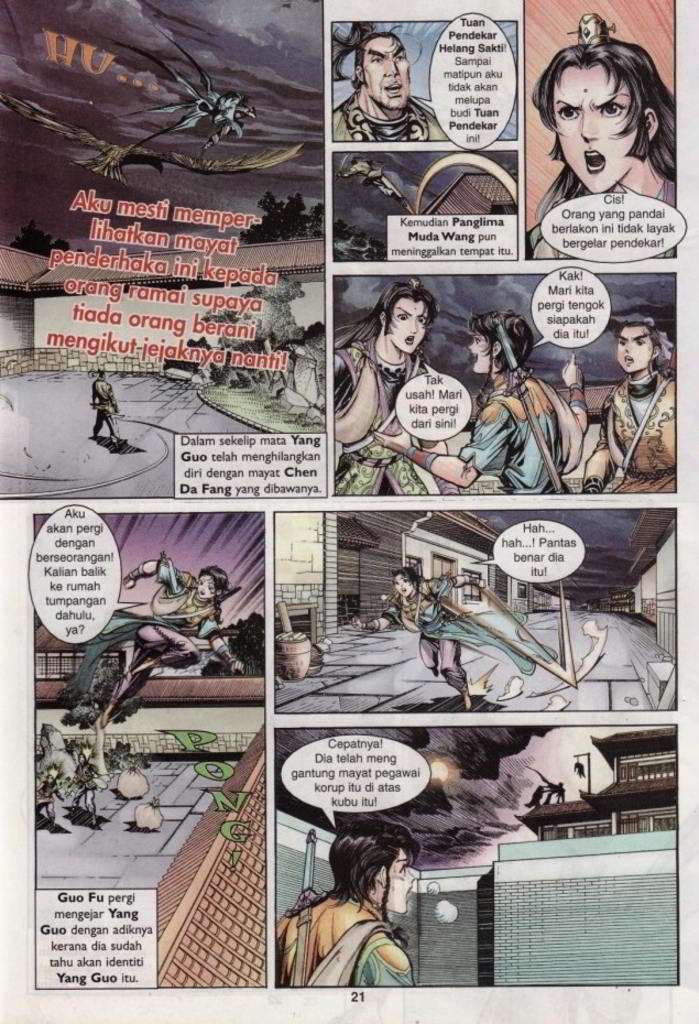 HU...
Aku mesti memper-
lihatkan mayat
penderhaka ini kepada
orang ramai supaya
tiada orang berani
mengikut-jejaknya nanti!
Dalam sekelip mata Yang
Guo telah menghilangkan
diri dengan mayat Chen
Da Fang yang dibawanya.
Tuan
Pendekar
Helang Sakti!
Sampai
matipun aku
tidak akan
melupa
budi Tuan
Pendekar
ini!
Kemudian Panglima
Muda Wang pun
meninggalkan tempat itu.
Cis!
Orang yang pandai
berlakon ini tidak layak
bergelar pendekar!
Kak!
Mari kita
pergi tengok
siapakah
dia itu!
Tak
usah! Mari
kita pergi
dari sini!
Aku
akan pergi
dengan
berseorangan!
Kalian balik
ke rumah
tumpangan
dahulu,
ya?
PONG!
Guo Fu pergi
mengejar Yang
Guo dengan adiknya
kerana dia sudah
tahu akan identiti
Yang Guo itu.
Hah...
hah...! Pantas
benar dia
itu!
Cepatnya!
Dia telah meng
gantung mayat pegawai
korup itu di atas
kubu itu!
21